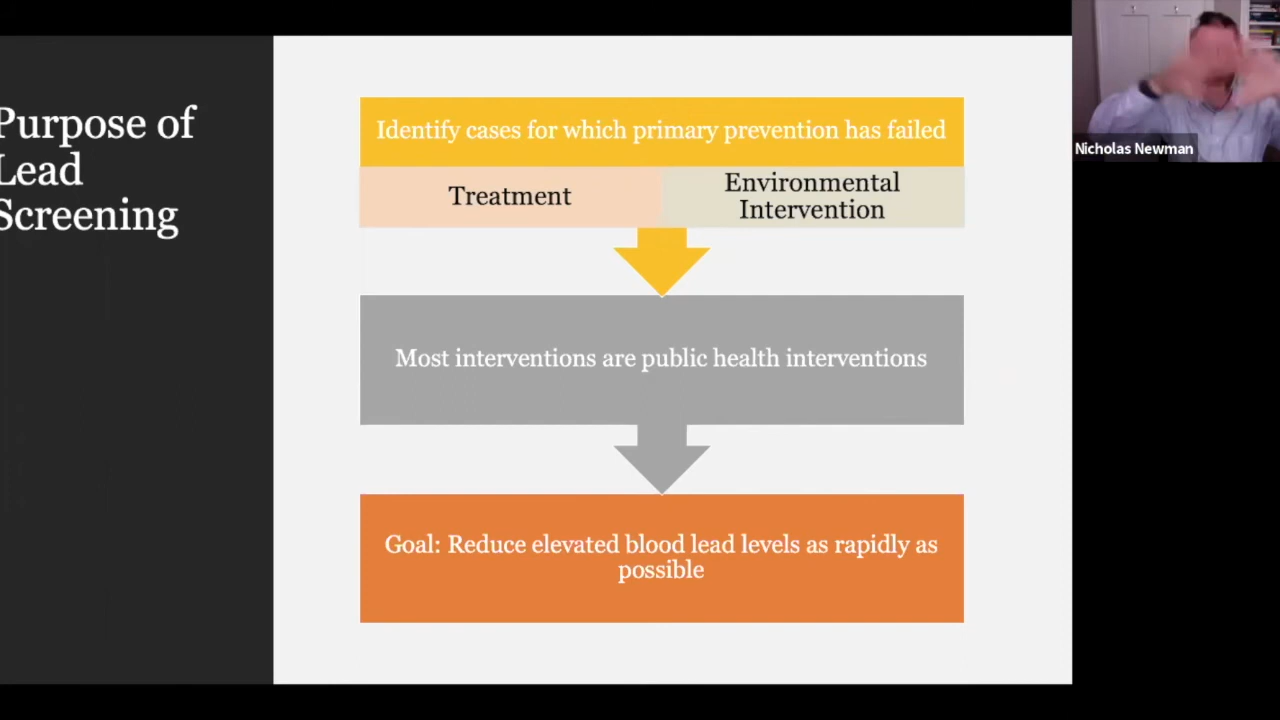 Purpose of
Lead
Screening
Identify cases for which primary prevention has failed
Treatment
Environmental
Intervention
Most interventions are public health interventions
Goal: Reduce elevated blood lead levels as rapidly as
possible
Nicholas Newman